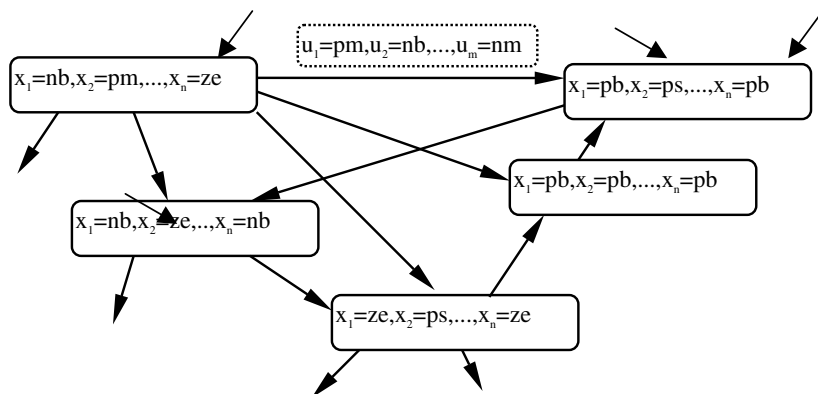 u₁=pm,u₂=nb,...,uₘ=nm
x₁=nb,x₂=pm,...,xₙ=ze
x₁=pb,x₂=ps,...,xₙ=pb
x₁=pb,x₂=pb,...,xₙ=pb
x₁=nb,x₂=ze,..,xₙ=nb
x₁=ze,x₂=ps,...,xₙ=ze